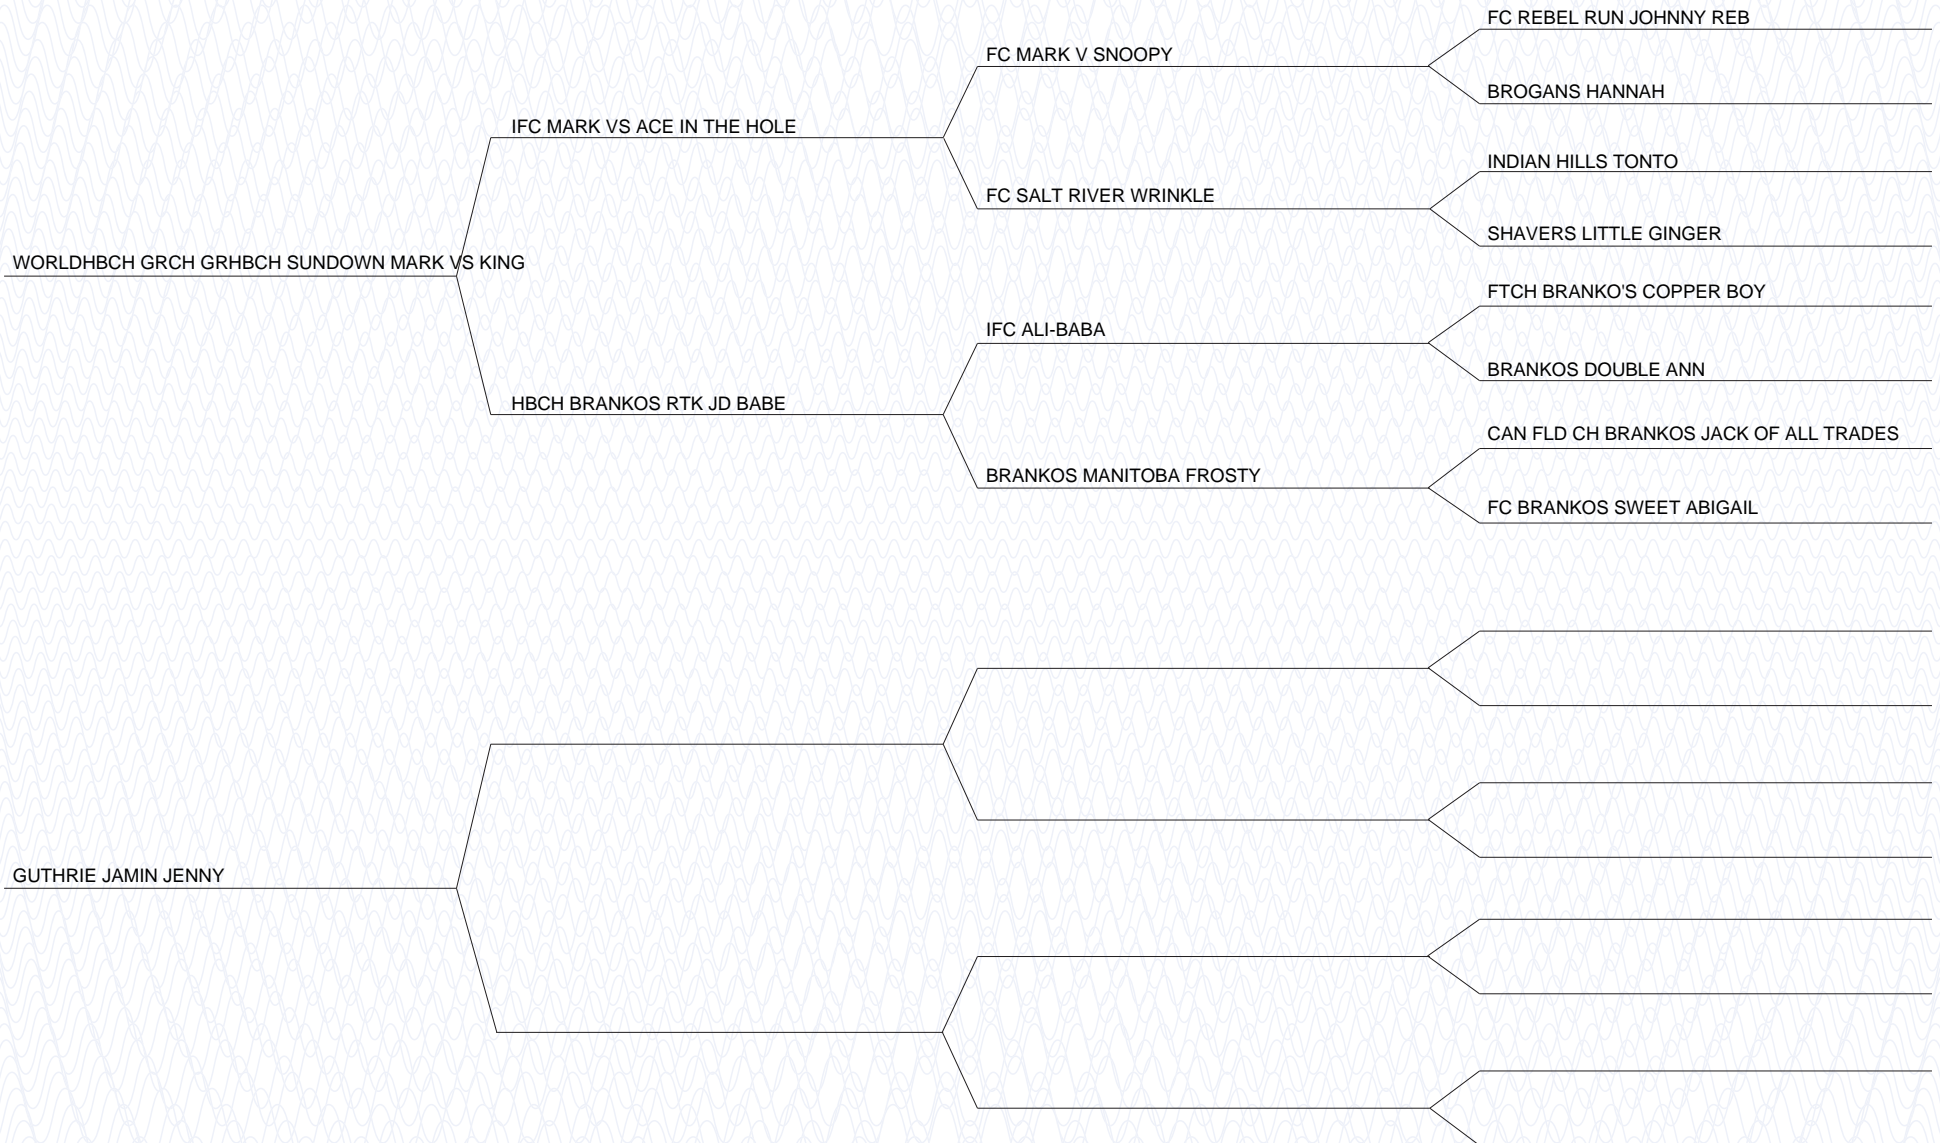 FC REBEL RUN JOHNNY REB
FC MARK V SNOOPY
BROGANS HANNAH
IFC MARK VS ACE IN THE HOLE
INDIAN HILLS TONTO
FC SALT RIVER WRINKLE
SHAVERS LITTLE GINGER
WORLDHBCH GRCH GRHBCH SUNDOWN MARK VS KING
FTCH BRANKO'S COPPER BOY
IFC ALI-BABA
BRANKOS DOUBLE ANN
HBCH BRANKOS RTK JD BABE
CAN FLD CH BRANKOS JACK OF ALL TRADES
BRANKOS MANITOBA FROSTY
FC BRANKOS SWEET ABIGAIL
GUTHRIE JAMIN JENNY